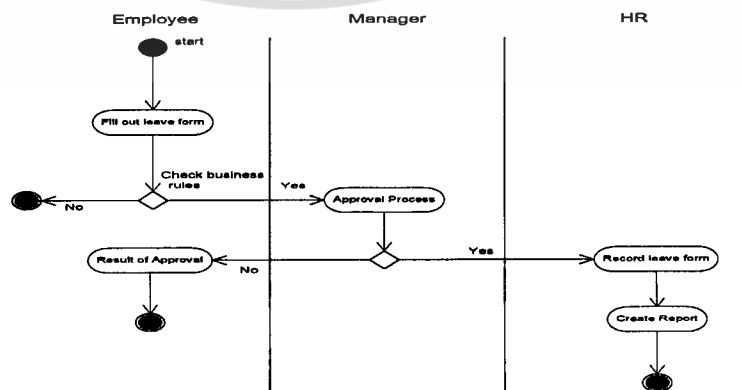 Employee
Manager
HR
start
Fill out leave form
Check business
rules
Yes
No
Approval Process
Result of Approval
No
Yes
Record leave form
Create Report